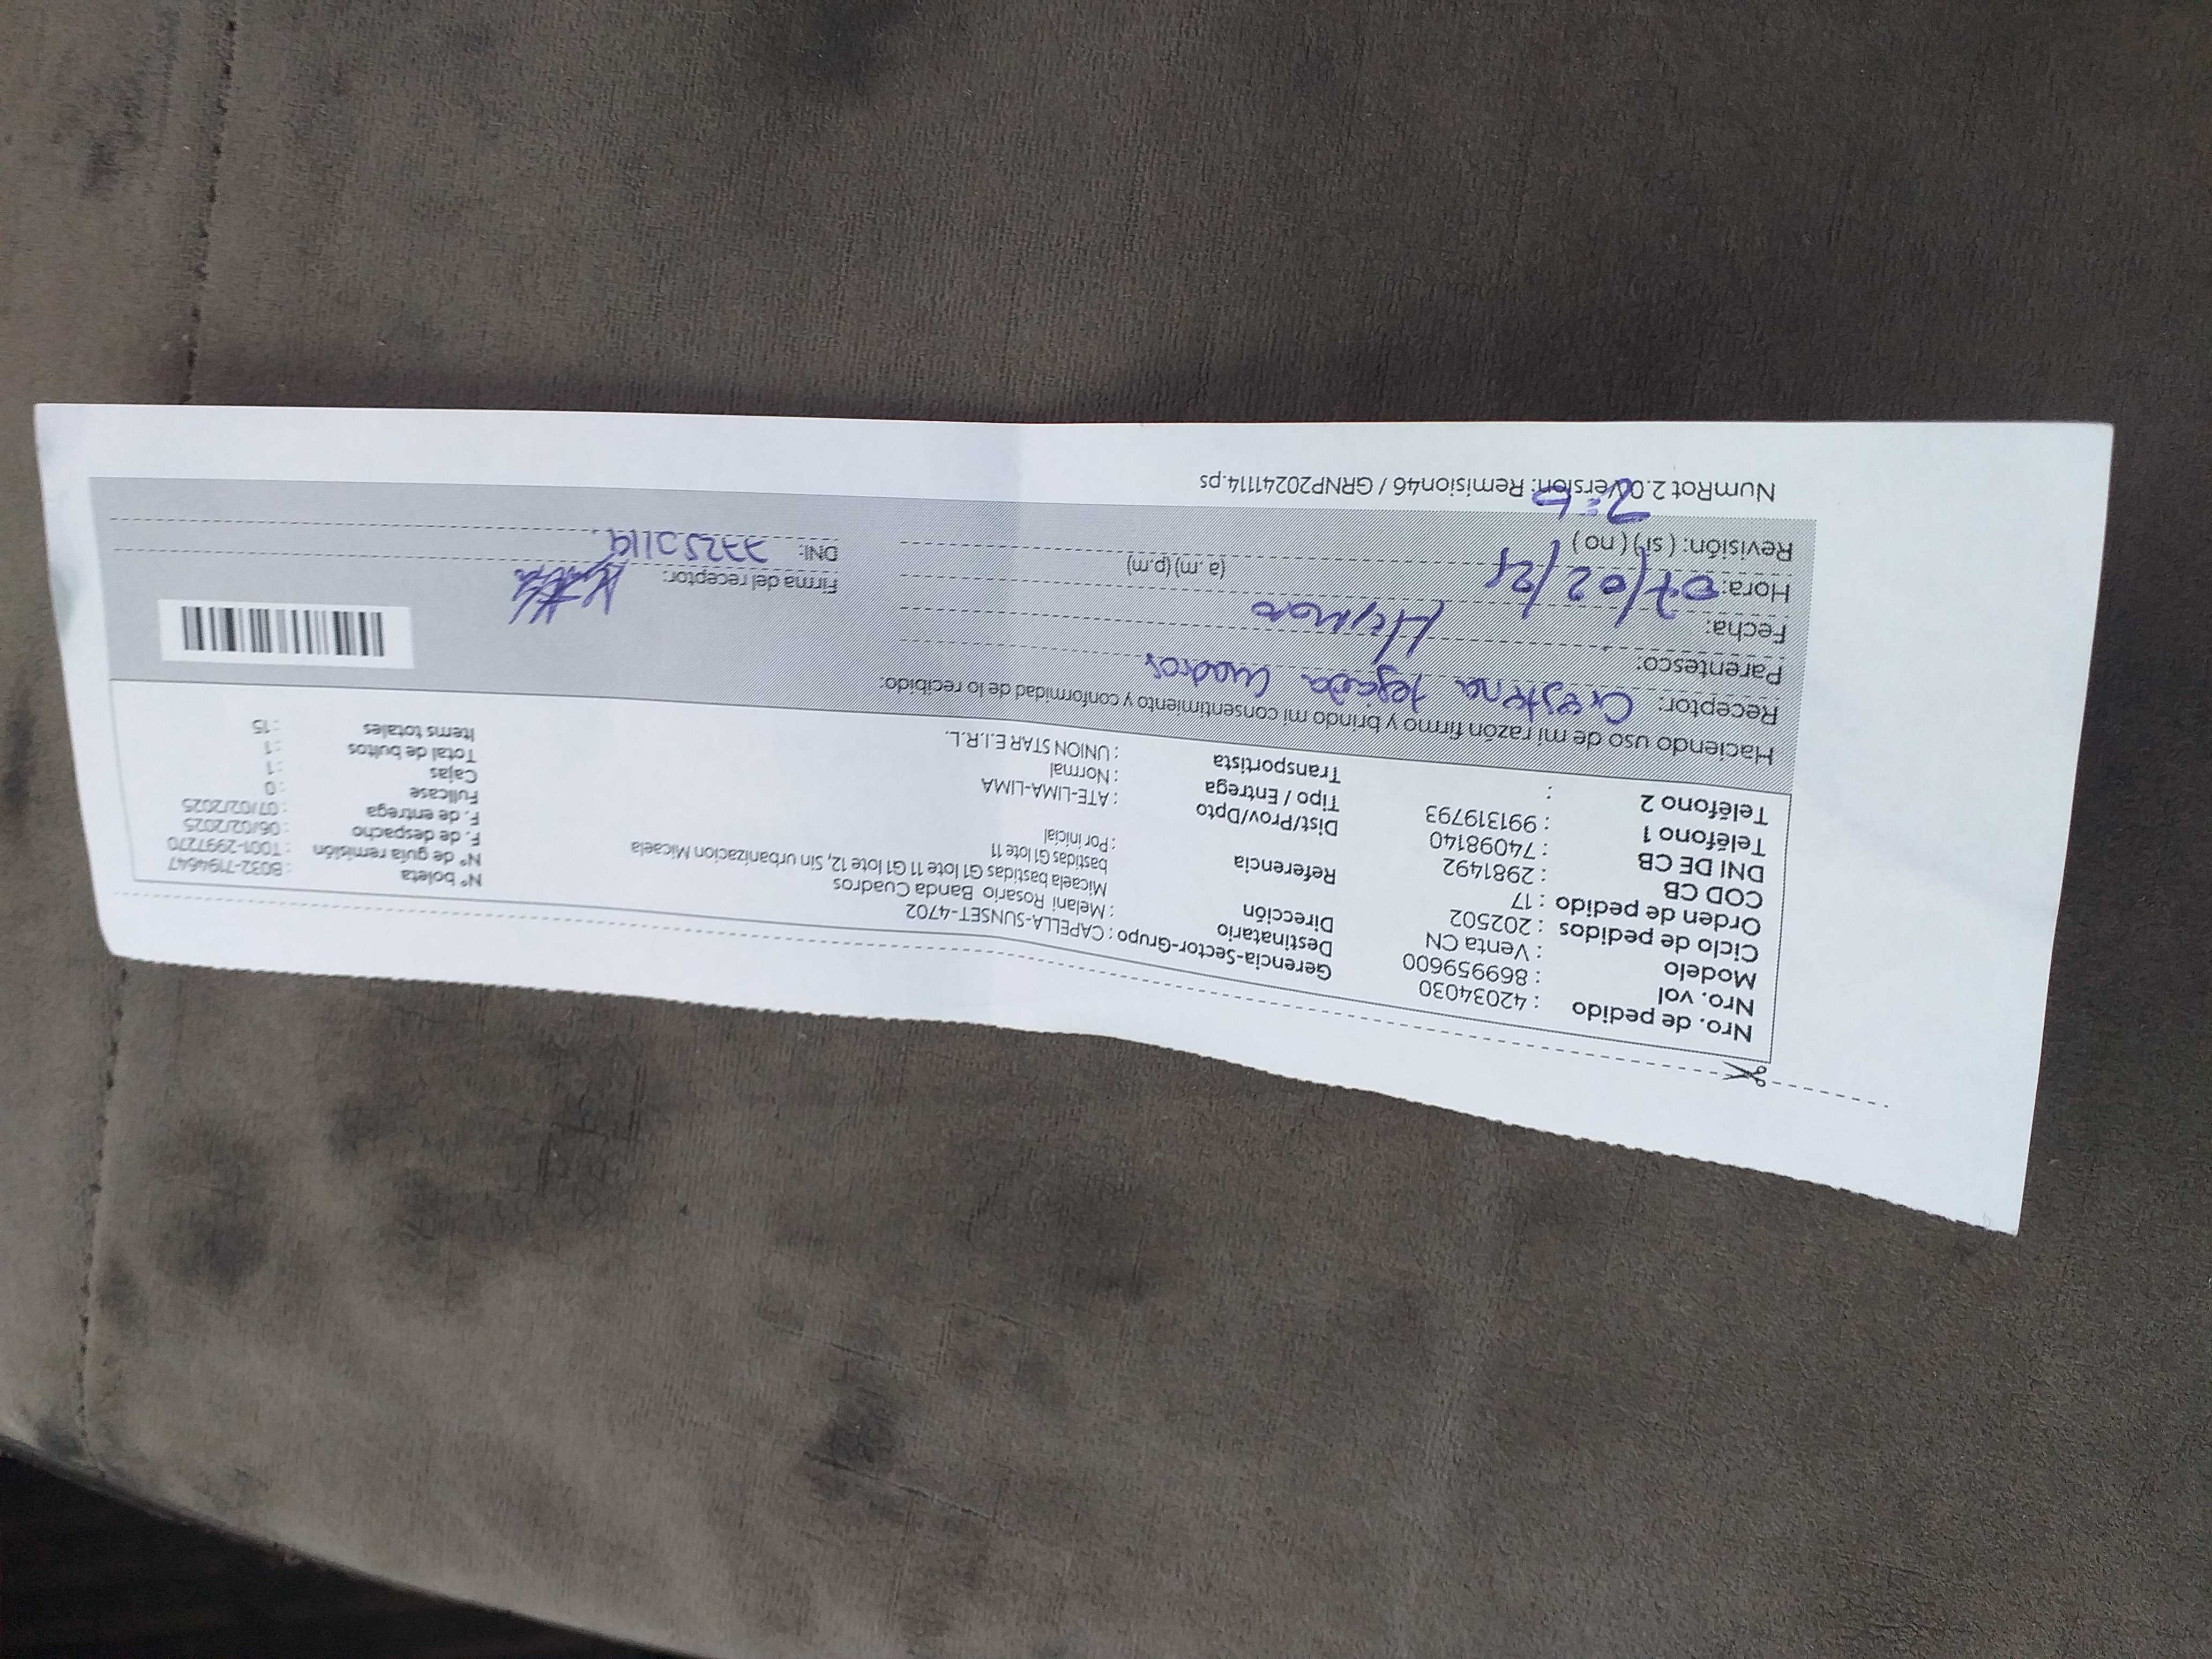 Nro. de pedido : 42034030
Nro. vol : 869959600
Modelo : Venta CN
Ciclo de pedidos : 202502
Orden de pedido : 17
COD CB : 2981492
DNI DE CB : 74098140
Teléfono 1 : 991319793
Teléfono 2 :
Gerencia-Sector-Grupo : CAPELLA-SUNSET-4702
Destinatario : Melani Rosario Banda Cuadros
Dirección Micaela bastidas G1 lote 11 G1 lote 12, Sin urbanizacion Micaela
bastidas G1 lote 11
Referencia : Por inicial
Dist/Prov/Dpto : ATE-LIMA-LIMA
Tipo / Entrega : Normal
Transportista : UNION STAR E.I.R.L.
N° boleta : B032-7194647
N° de guía remisión : T001-2997270
F. de despacho : 06/02/2025
F. de entrega : 07/02/2025
Fullcase : 0
Cajas : 1
Total de bultos : 1
Items totales : 15
Haciendo uso de mi razón firmo y brindo mi consentimiento y conformidad de lo recibido:
Receptor: Cuadros
Parentesco:
Fecha: 07/02/25
Hora: (a .m) (p.m)
Revisión: ( si ) ( no )
Firma del receptor:
DNI:
NumRot 2.0Versión: Remision46 / GRNP20241114.ps